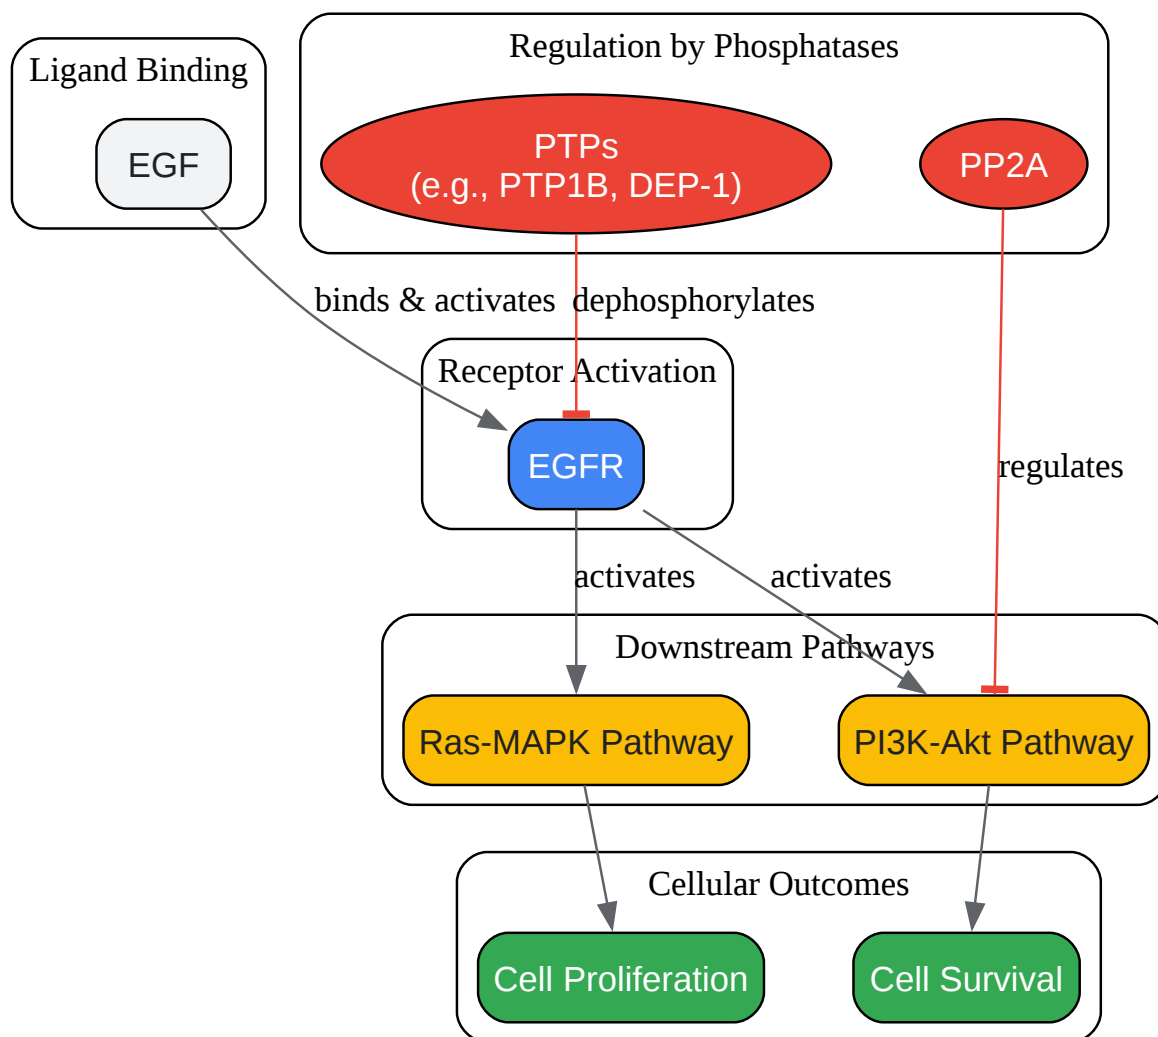 Ligand Binding
Regulation by Phosphatases
EGF
PTPs
(e.g., PTP1B, DEP-1)
PP2A
binds & activates
dephosphorylates
Receptor Activation
EGFR
regulates
activates
activates
Downstream Pathways
Ras-MAPK Pathway
PI3K-Akt Pathway
Cellular Outcomes
Cell Proliferation
Cell Survival